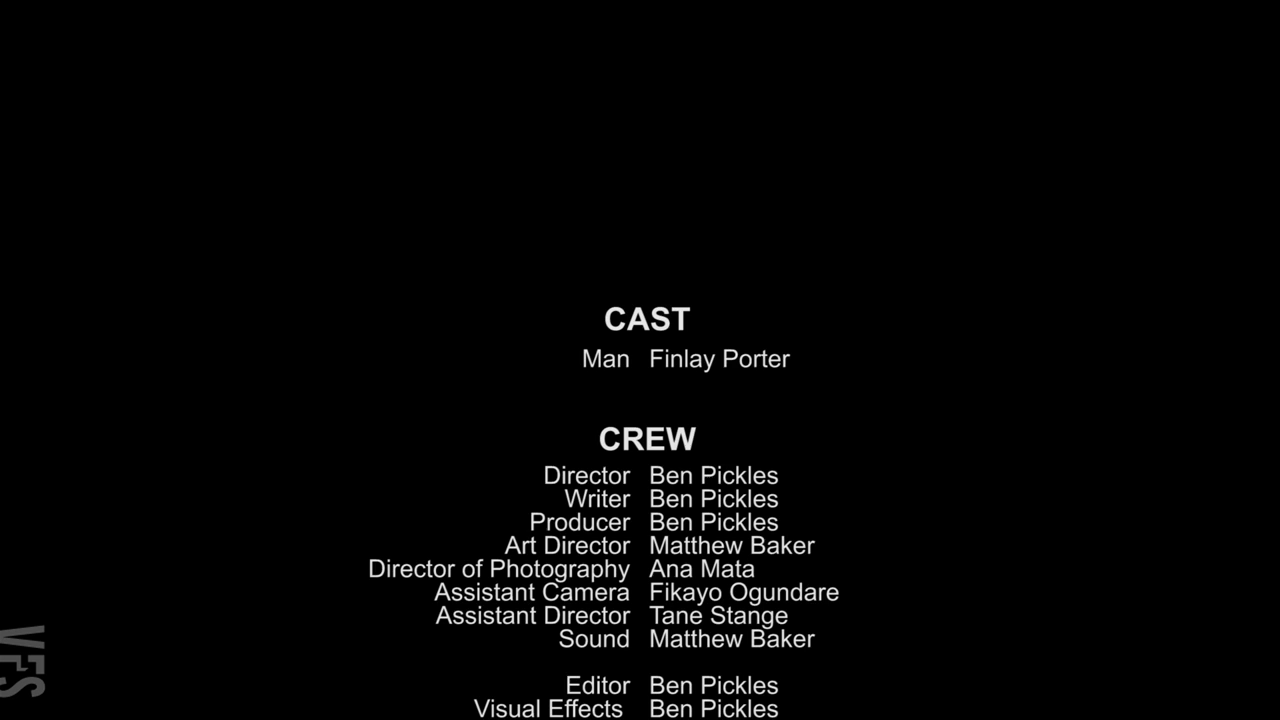 CAST
Man Finlay Porter
CREW
Director Ben Pickles
Writer Ben Pickles
Producer Ben Pickles
Art Director Matthew Baker
Director of Photography Ana Mata
Assistant Camera Fikayo Ogundare
Assistant Director Tane Stange
Sound Matthew Baker
Editor Ben Pickles
Visual Effects Ben Pickles
VFS